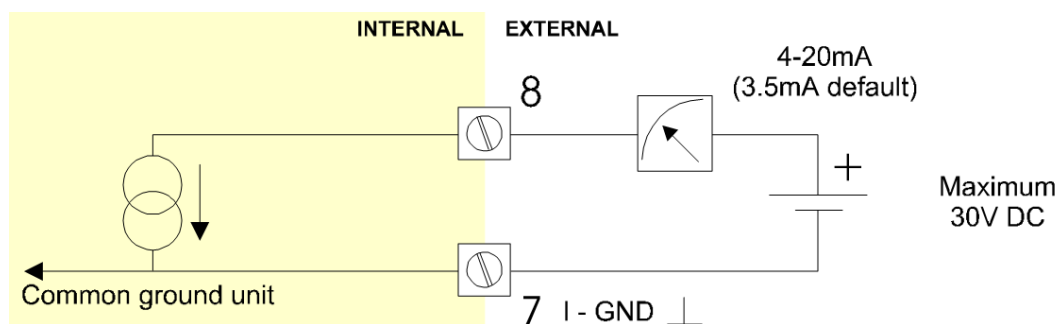 INTERNAL EXTERNAL
8
4-20mA
(3.5mA default)
+
Maximum
30V DC
Common ground unit
7 I - GND